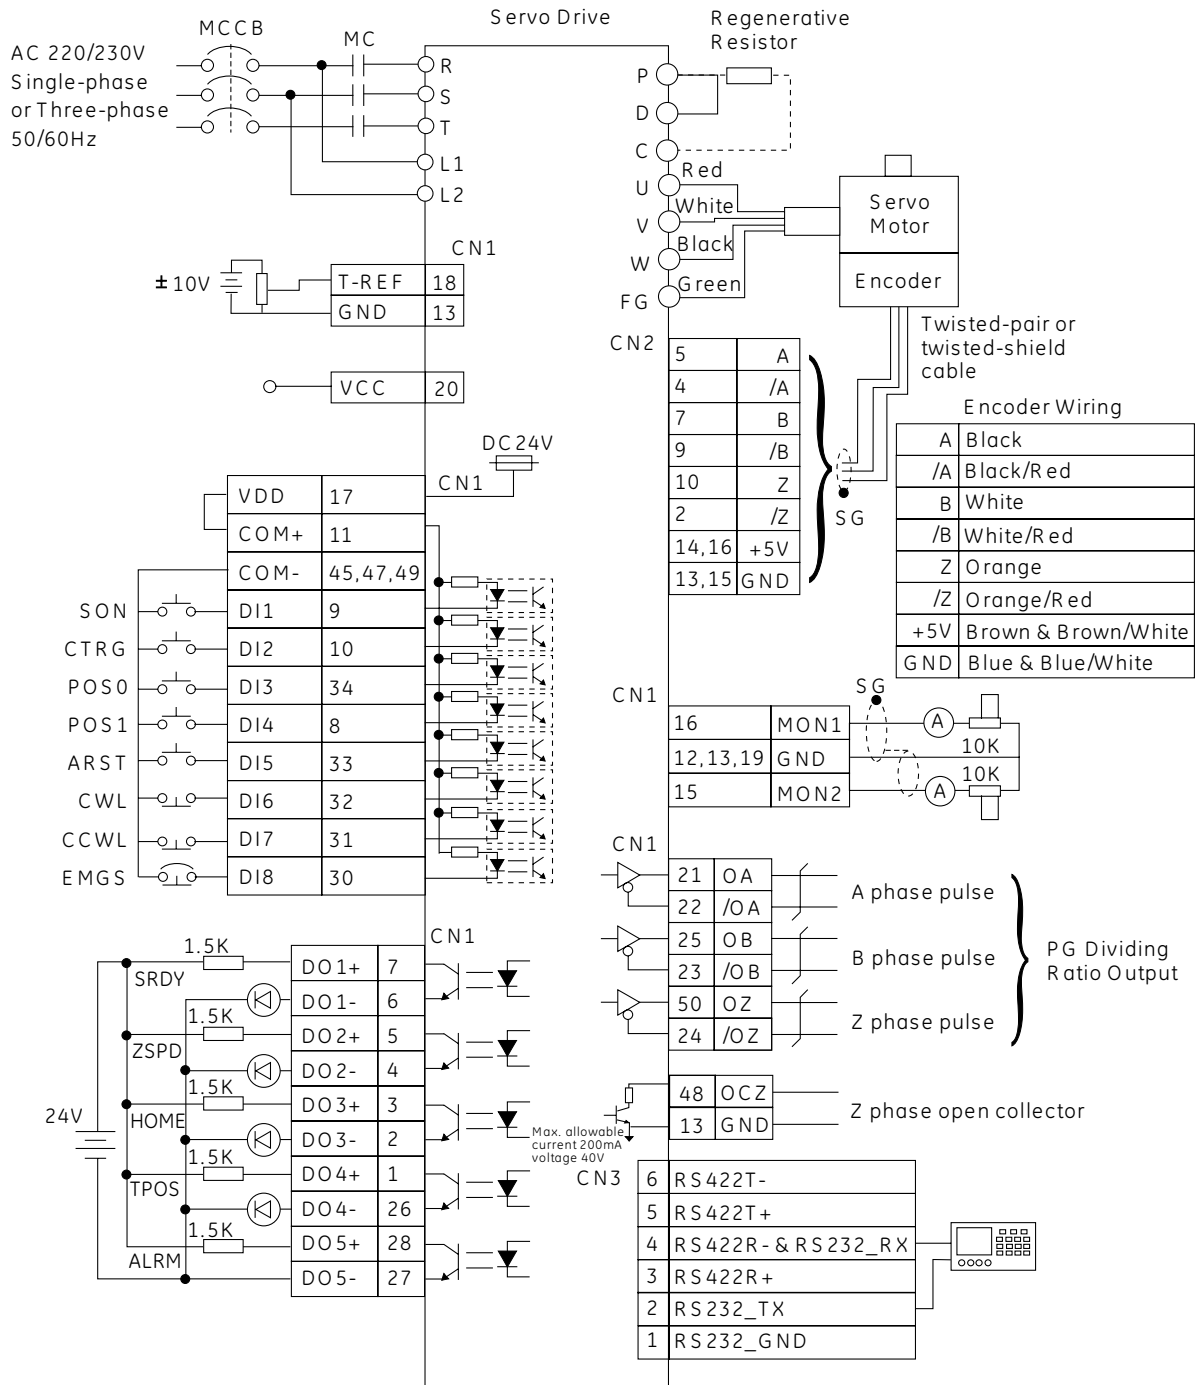 Servo Drive
Regenerative
Resistor
MCCB
MC
AC 220/230V
Single-phase
or Three-phase
50/60Hz
R
S
T
L1
L2
P
D
C
U
V
W
FG
Red
White
Black
Green
Servo
Motor
Encoder
CN1
±10V
T-REF 18
GND 13
VCC 20
CN2
5 A
4 /A
7 B
9 /B
10 Z
2 /Z
14,16 +5V
13,15 GND
Twisted-pair or
twisted-shield
cable
SG
Encoder Wiring
A Black
/A Black/Red
B White
/B White/Red
Z Orange
/Z Orange/Red
+5V Brown & Brown/White
GND Blue & Blue/White
DC24V
CN1
VDD 17
COM+ 11
COM- 45,47,49
SON DI1 9
CTRG DI2 10
POS0 DI3 34
POS1 DI4 8
ARST DI5 33
CWL DI6 32
CCWL DI7 31
EMGS DI8 30
CN1
SG
16 MON1
12,13,19 GND
15 MON2
A
10K
10K
A
CN1
21 OA
22 /OA
A phase pulse
25 OB
23 /OB
B phase pulse
50 OZ
24 /OZ
Z phase pulse
PG Dividing
Ratio Output
48 OCZ
13 GND
Z phase open collector
Max. allowable
current 200mA
voltage 40V
CN1
24V
1.5K
SRDY
DO1+ 7
DO1- 6
1.5K
ZSPD
DO2+ 5
DO2- 4
1.5K
HOME
DO3+ 3
DO3- 2
1.5K
TPOS
DO4+ 1
DO4- 26
1.5K
ALRM
DO5+ 28
DO5- 27
CN3
6 RS422T-
5 RS422T+
4 RS422R-&RS232_RX
3 RS422R+
2 RS232_TX
1 RS232_GND